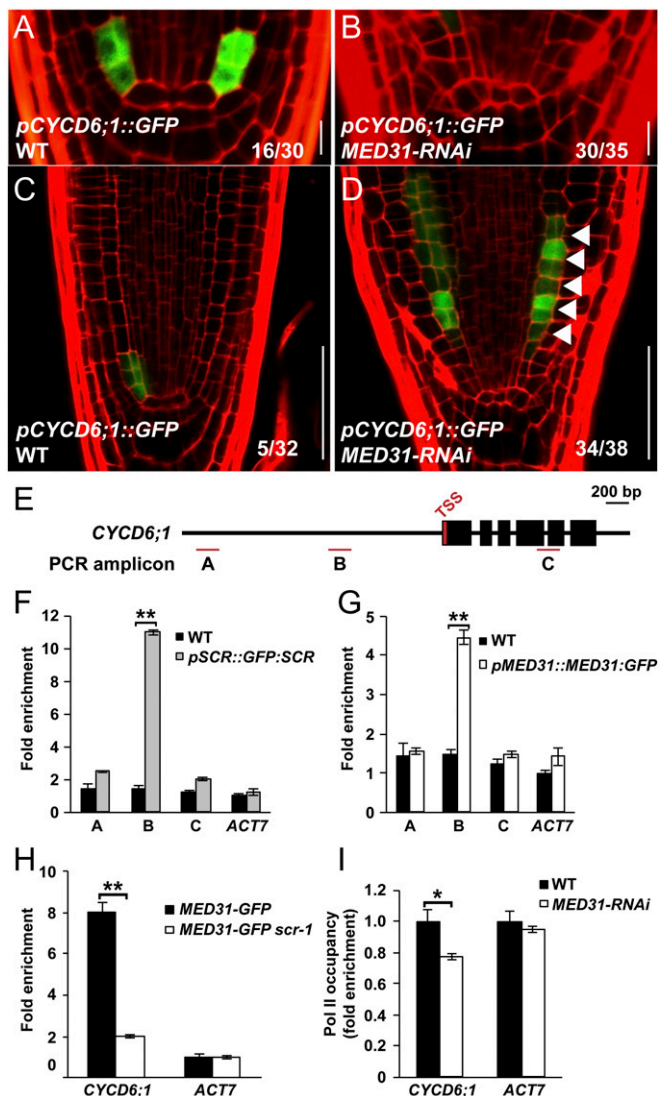 A
pCYCD6;1::GFP
WT
16/30
B
pCYCD6;1::GFP
MED31-RNAi
30/35
C
pCYCD6;1::GFP
WT
5/32
D
pCYCD6;1::GFP
MED31-RNAi
34/38
E
200 bp
TSS
CYCD6;1
PCR amplicon
A
B
C
F
12
10
8
6
4
2
0
Fold enrichment
**
WT
pSCR::GFP:SCR
A
B
C
ACT7
G
5
4
3
2
1
0
Fold enrichment
**
WT
pMED31::MED31:GFP
A
B
C
ACT7
H
8
6
4
2
0
Fold enrichment
**
MED31-GFP
MED31-GFP scr-1
CYCD6;1
ACT7
I
1.2
1.0
0.8
0.6
0.4
0.2
0
Pol II occupancy
(fold enrichment)
*
WT
MED31-RNAi
CYCD6;1
ACT7